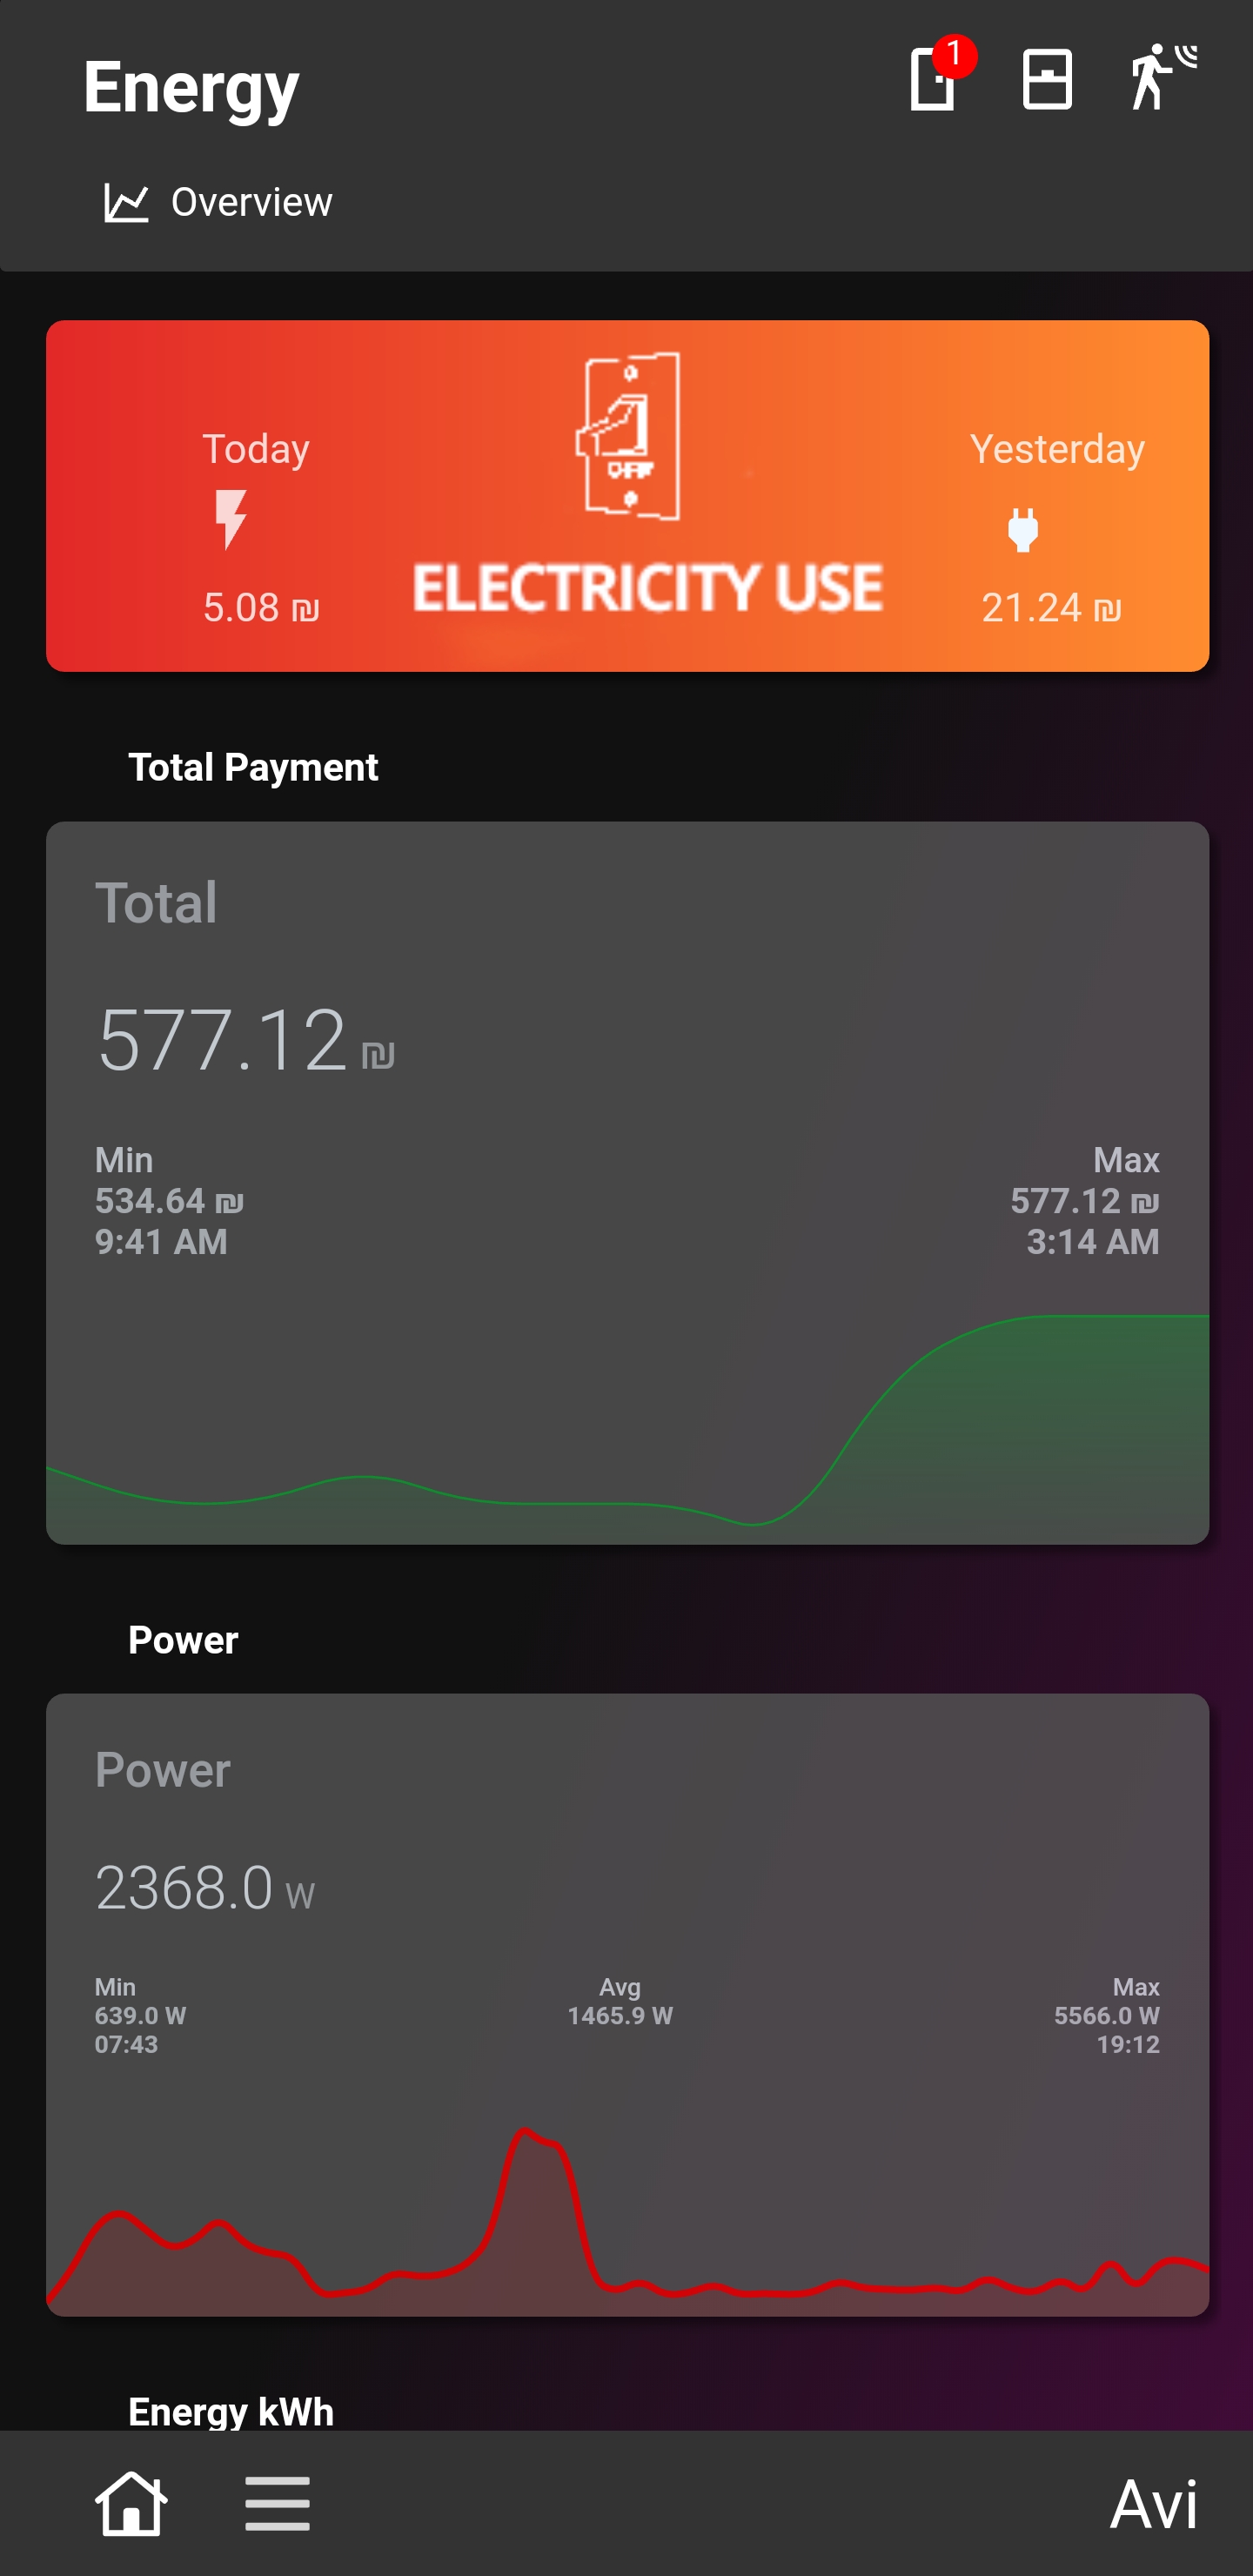 Energy
1
Overview
Today
Yesterday
5.08 ₪
ELECTRICITY USE
21.24 ₪
Total Payment
Total
577.12 ₪
Min
Max
534.64 ₪
577.12 ₪
9:41 AM
3:14 AM
Power
Power
2368.0 W
Min
Avg
Max
639.0 W
1465.9 W
5566.0 W
07:43
19:12
Energy kWh
Avi